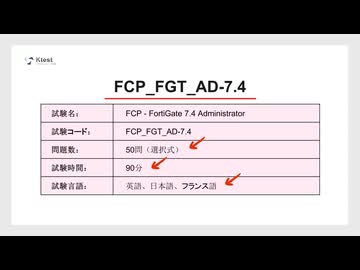 Ktest
FCP_FGT_AD-7.4
試験名： FCP - FortiGate 7.4 Administrator
試験コード： FCP_FGT_AD-7.4
問題数： 50問（選択式）
試験時間： 90分
試験言語： 英語、日本語、フランス語